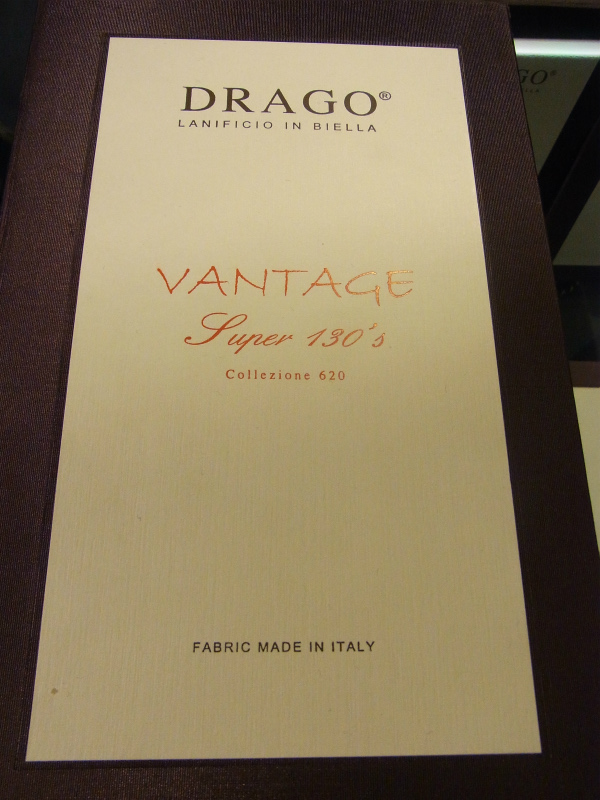 DRAGO®
LANIFICIO IN BIELLA
VANTAGE
Super 130's
Collezione 620
FABRIC MADE IN ITALY